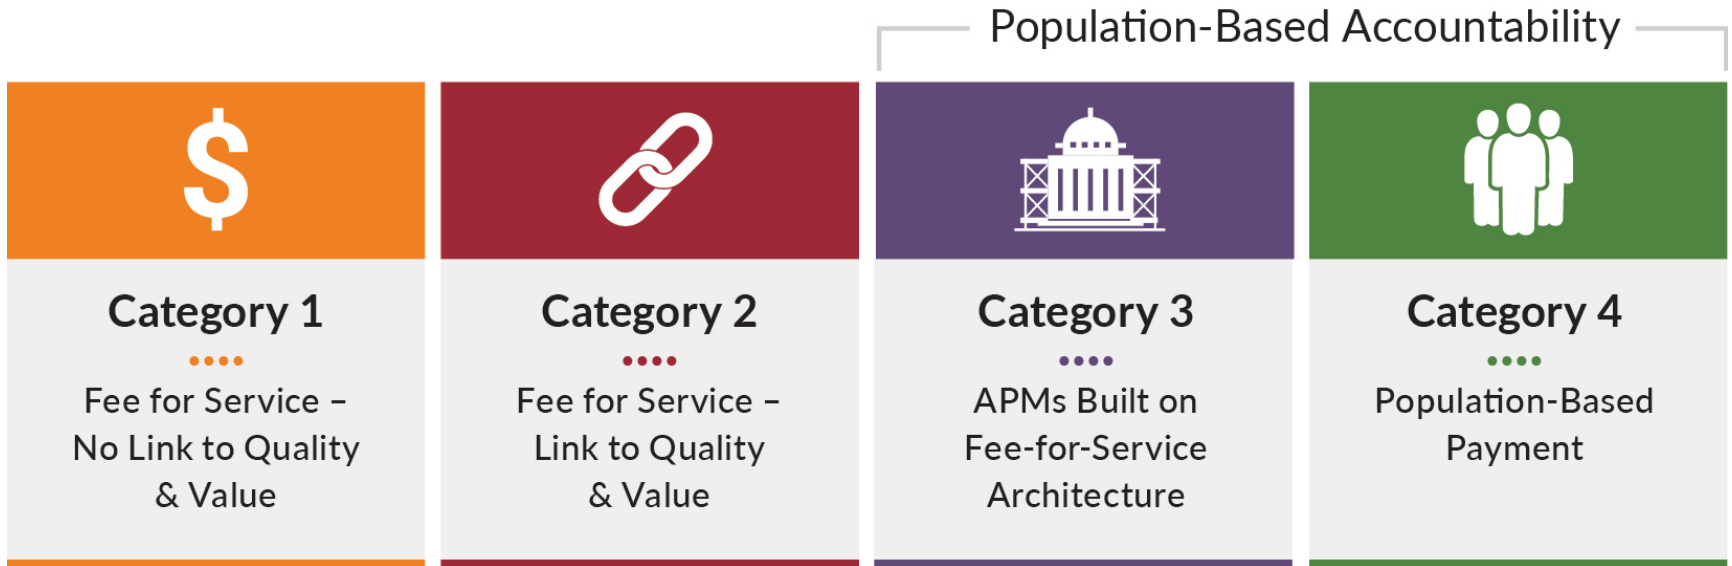 Population-Based Accountability
$
Category 1
Fee for Service –
No Link to Quality
& Value
Category 2
Fee for Service –
Link to Quality
& Value
Category 3
APMs Built on
Fee-for-Service
Architecture
Category 4
Population-Based
Payment